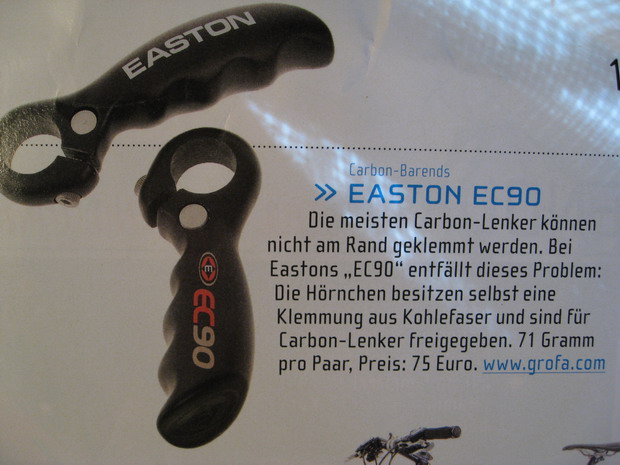 EASTON
1
Carbon-Barends
>> EASTON EC90
Die meisten Carbon-Lenker können
nicht am Rand geklemmt werden. Bei
Eastons „EC90“ entfällt dieses Problem:
Die Hörnchen besitzen selbst eine
Klemmung aus Kohlefaser und sind für
Carbon-Lenker freigegeben. 71 Gramm
pro Paar, Preis: 75 Euro. www.grofa.com
E
EC90